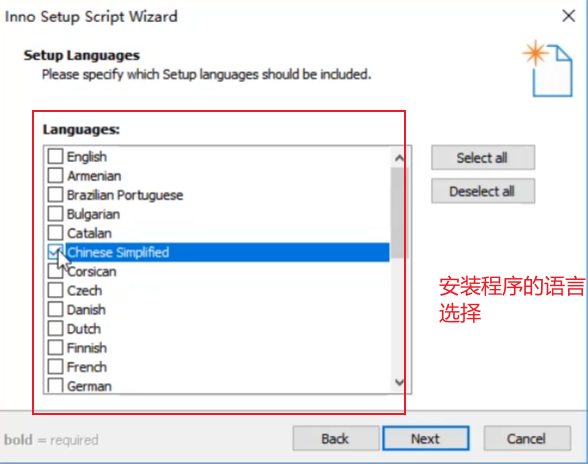 Inno Setup Script Wizard
Setup Languages
Please specify which Setup languages should be included.
Languages:
English
Armenian
Brazilian Portuguese
Bulgarian
Catalan
Chinese Simplified
Corsican
Czech
Danish
Dutch
Finnish
French
German
Select all
Deselect all
安装程序的语言
选择
bold = required
Back
Next
Cancel